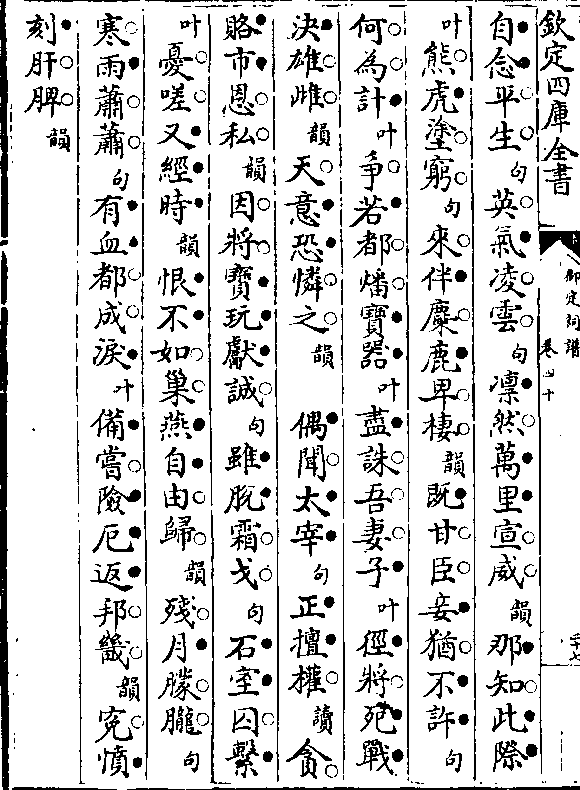 欽定四庫全書
御定詞譜
卷四十
自念平生句英氣凌雲句凛然萬里宣威韻那知此際
叶熊虎塗窮句來伴麋鹿卑棲韻既甘臣妾猶不許句
何為計叶爭若都燔寳器叶盡誅吾妻子叶徑將死戰
決雄雌韻天意恐憐之韻　偶聞太宰句正擅權讀貪
賂市恩私韻因將寳玩獻誠句雖脫霜戈句石室囚繫
叶憂嗟又經時韻恨不如巢燕自由歸韻殘月朦朧句
寒雨蕭蕭句有血都成淚叶備嘗險厄返邦畿韻寃憤
刻肝脾韻